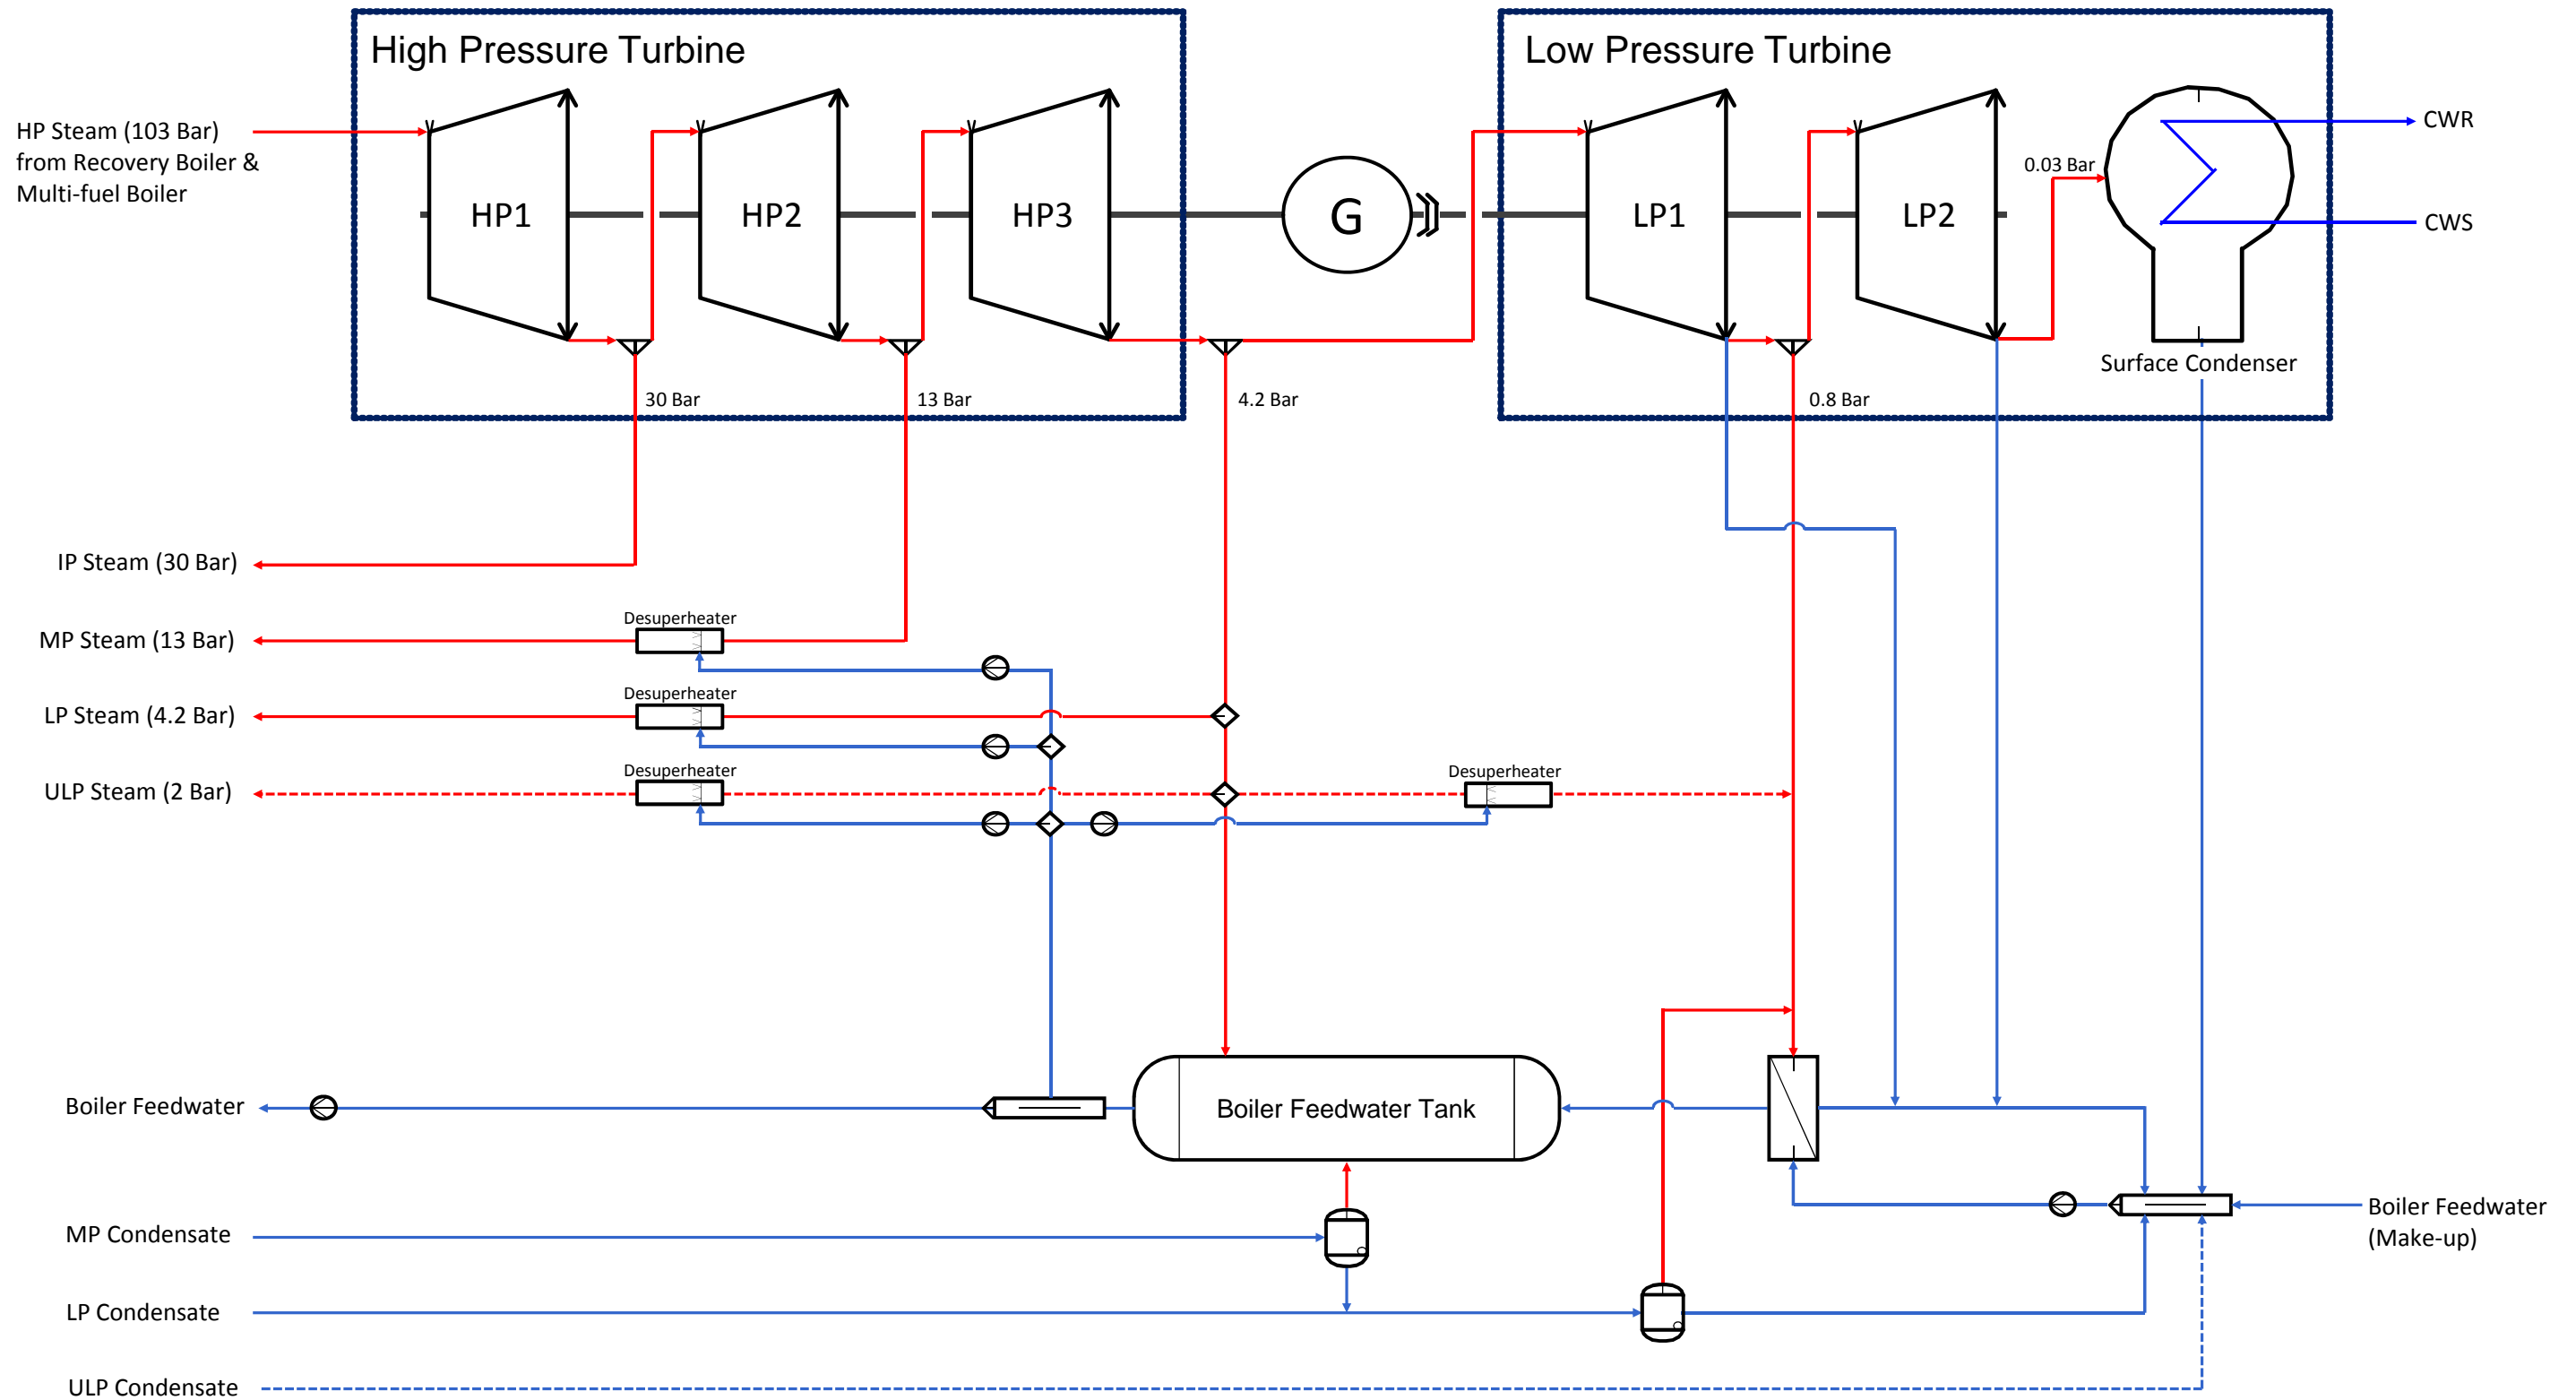 High Pressure Turbine
Low Pressure Turbine
HP Steam (103 Bar)
from Recovery Boiler &
Multi-fuel Boiler
CWR
0.03 Bar
HP1
HP2
HP3
G
LP1
LP2
CWS
Surface Condenser
30 Bar
13 Bar
4.2 Bar
0.8 Bar
IP Steam (30 Bar)
Desuperheater
MP Steam (13 Bar)
Desuperheater
LP Steam (4.2 Bar)
Desuperheater
Desuperheater
ULP Steam (2 Bar)
Boiler Feedwater
Boiler Feedwater Tank
Boiler Feedwater
(Make-up)
MP Condensate
LP Condensate
ULP Condensate